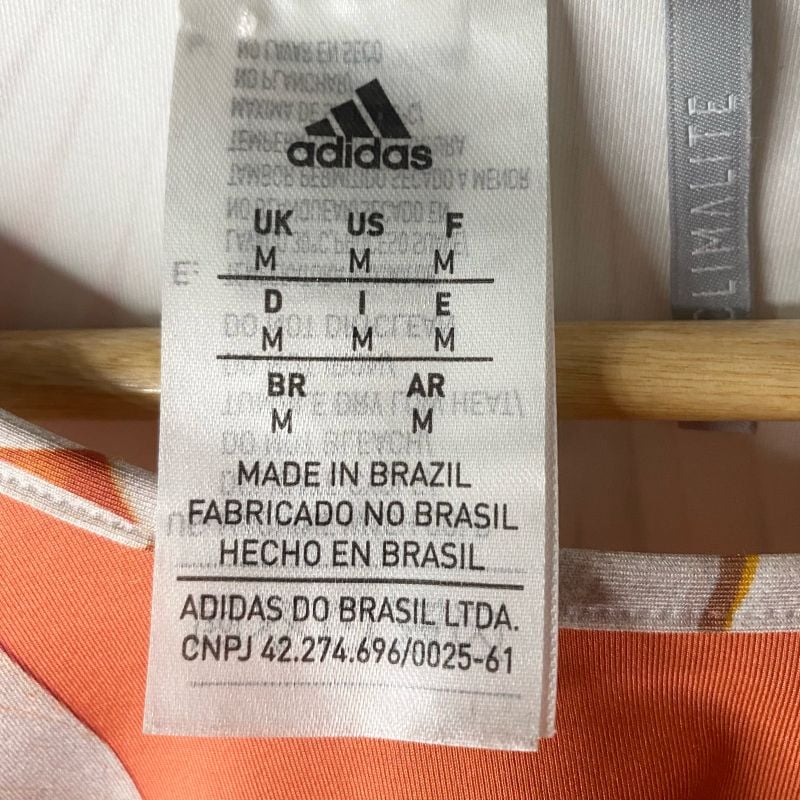 adidas
UK US F
M M M
D I E
M M M
BR AR
M M
MADE IN BRAZIL
FABRICADO NO BRASIL
HECHO EN BRASIL
ADIDAS DO BRASIL LTDA.
CNPJ 42.274.696/0025-61
CLIMALITE